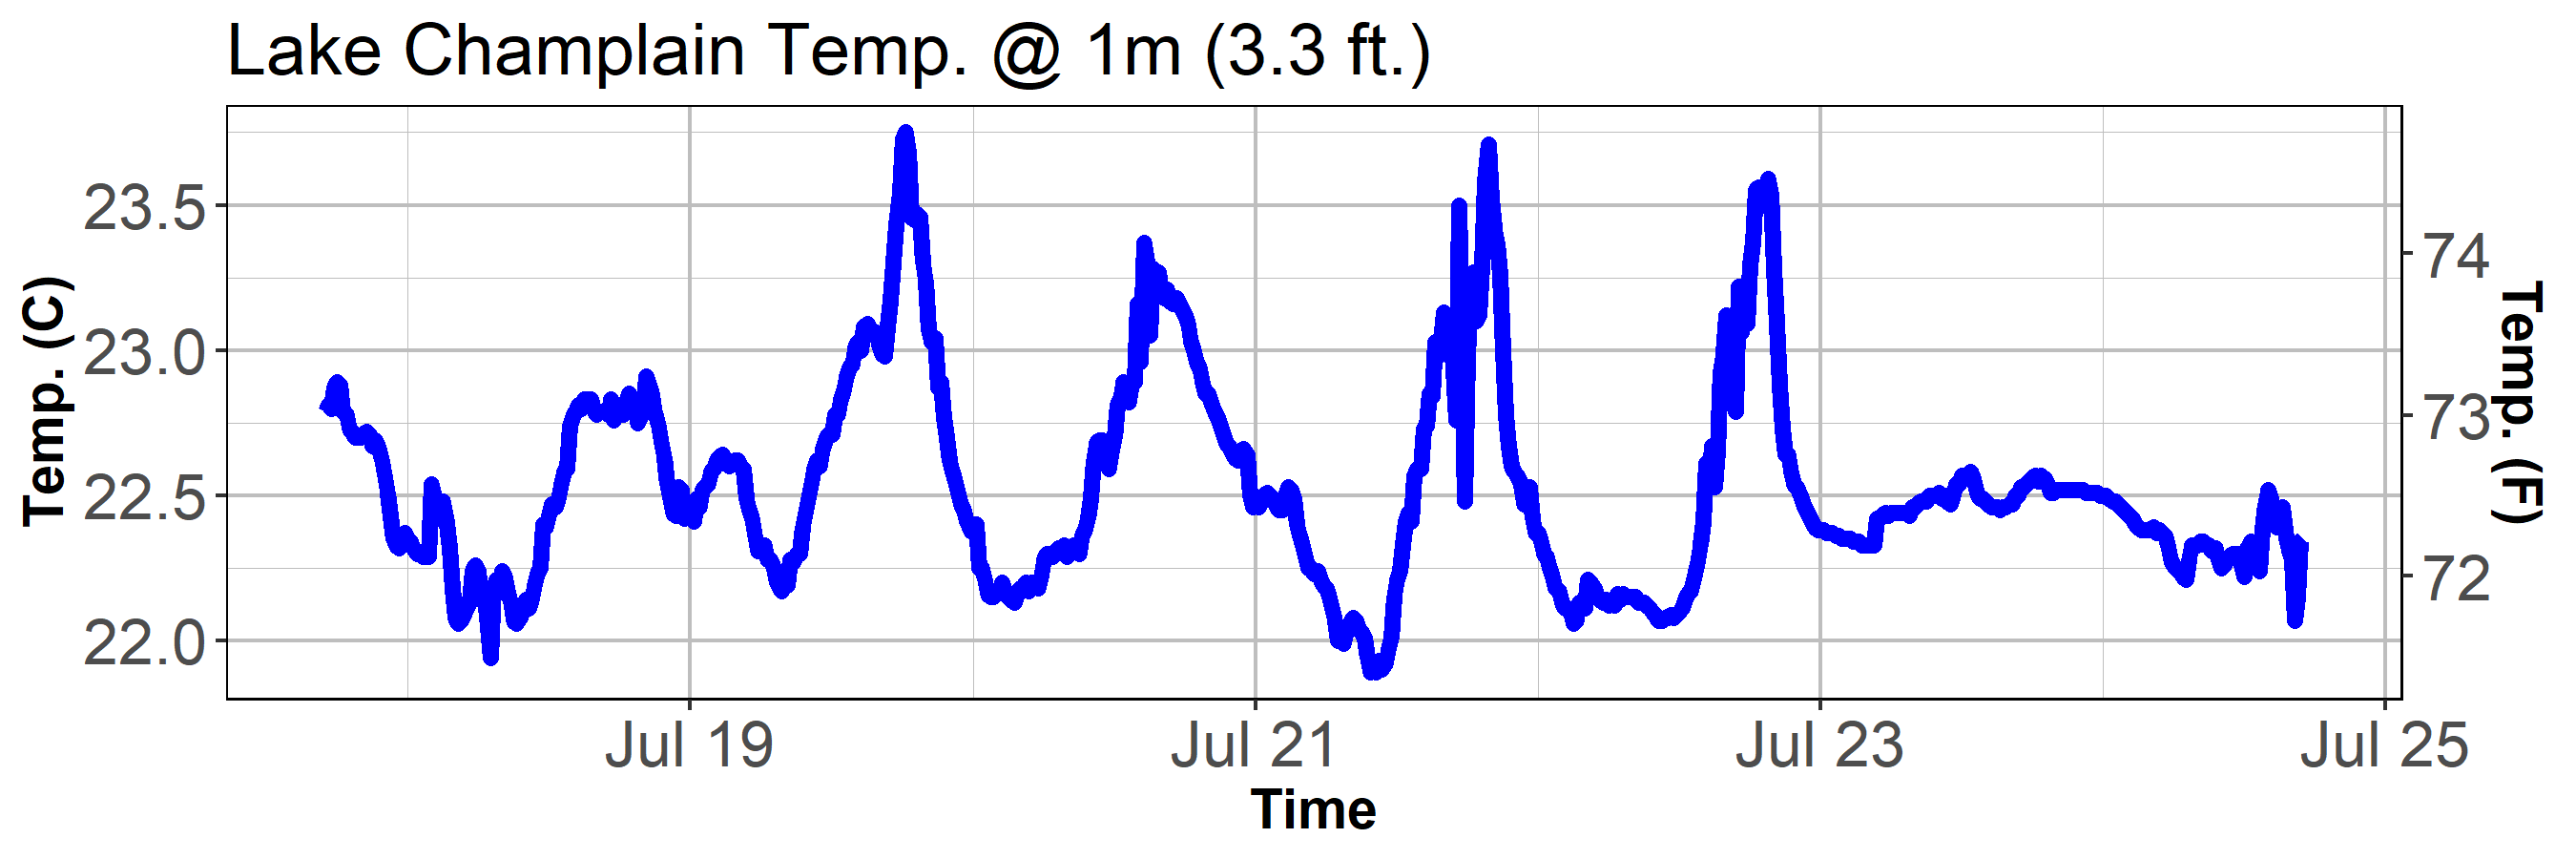 Lake Champlain Temp. @ 1m (3.3 ft.)
Temp. (C)
23.5
23.0
22.5
22.0
74
73
72
Temp. (F)
Jul 19
Jul 21
Jul 23
Jul 25
Time